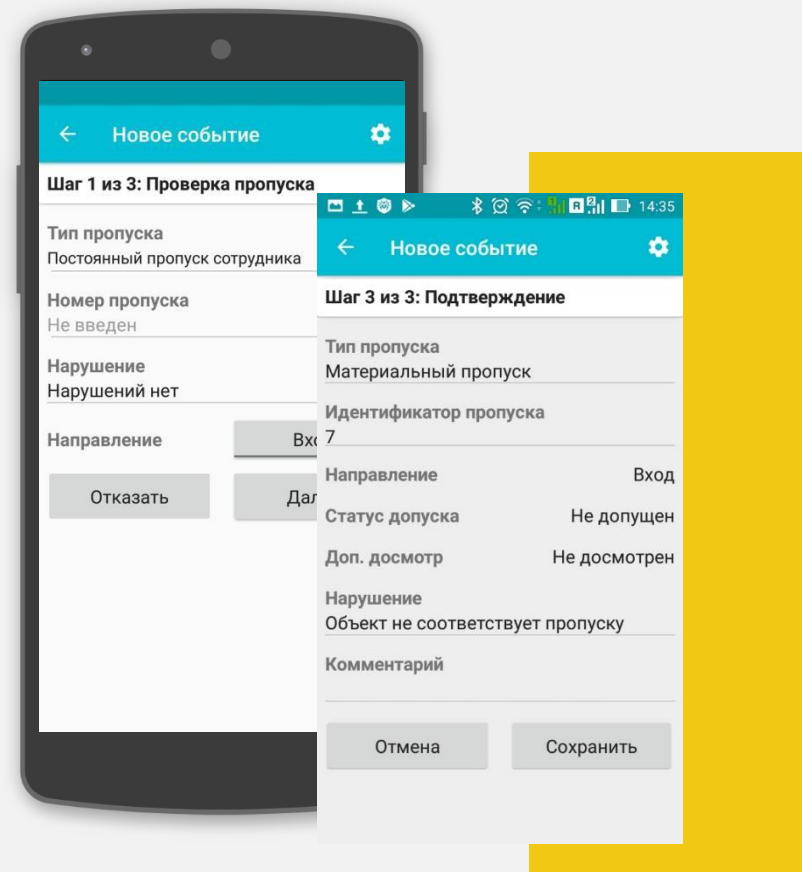 Новое событие
Шаг 1 из 3: Проверка пропуска
Тип пропуска
Постоянный пропуск сотрудника
Номер пропуска
Не введен
Нарушение
Нарушений нет
Направление
Отказать
14:35
Новое событие
Шаг 3 из 3: Подтверждение
Тип пропуска
Материальный пропуск
Идентификатор пропуска
7
Направление Вход
Статус допуска Не допущен
Доп. досмотр Не досмотрен
Нарушение
Объект не соответствует пропуску
Комментарий
Отмена Сохранить